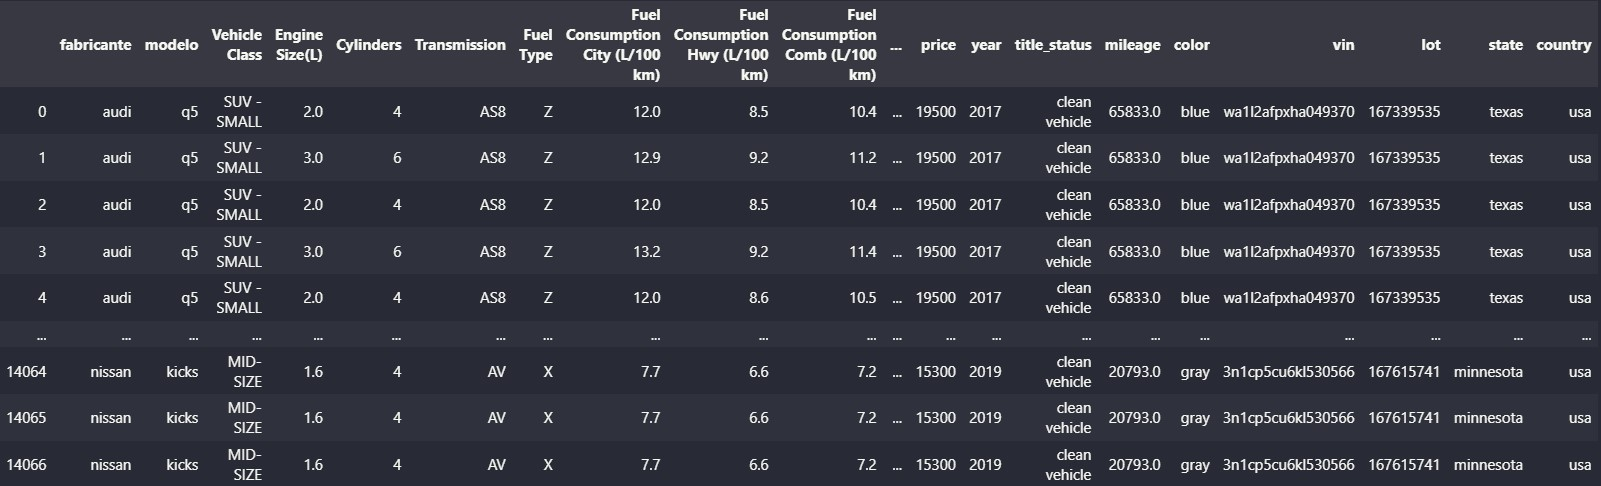 fabricante modelo Vehicle Class Engine Size(L) Cylinders Transmission Fuel Type Fuel Consumption City (L/100 km) Fuel Consumption Hwy (L/100 km) Fuel Consumption Comb (L/100 km) ... price year title_status mileage color vin lot state country
0 audi q5 SUV - SMALL 2.0 4 AS8 Z 12.0 8.5 10.4 ... 19500 2017 clean vehicle 65833.0 blue wa1l2afpxha049370 167339535 texas usa
1 audi q5 SUV - SMALL 3.0 6 AS8 Z 12.9 9.2 11.2 ... 19500 2017 clean vehicle 65833.0 blue wa1l2afpxha049370 167339535 texas usa
2 audi q5 SUV - SMALL 2.0 4 AS8 Z 12.0 8.5 10.4 ... 19500 2017 clean vehicle 65833.0 blue wa1l2afpxha049370 167339535 texas usa
3 audi q5 SUV - SMALL 3.0 6 AS8 Z 13.2 9.2 11.4 ... 19500 2017 clean vehicle 65833.0 blue wa1l2afpxha049370 167339535 texas usa
4 audi q5 SUV - SMALL 2.0 4 AS8 Z 12.0 8.6 10.5 ... 19500 2017 clean vehicle 65833.0 blue wa1l2afpxha049370 167339535 texas usa
... ... ... ... ... ... ... ... ... ... ... ... ... ... ... ... ... ... ... ... ...
14064 nissan kicks MID-SIZE 1.6 4 AV X 7.7 6.6 7.2 ... 15300 2019 clean vehicle 20793.0 gray 3n1cp5cu6kl530566 167615741 minnesota usa
14065 nissan kicks MID-SIZE 1.6 4 AV X 7.7 6.6 7.2 ... 15300 2019 clean vehicle 20793.0 gray 3n1cp5cu6kl530566 167615741 minnesota usa
14066 nissan kicks MID-SIZE 1.6 4 AV X 7.7 6.6 7.2 ... 15300 2019 clean vehicle 20793.0 gray 3n1cp5cu6kl530566 167615741 minnesota usa